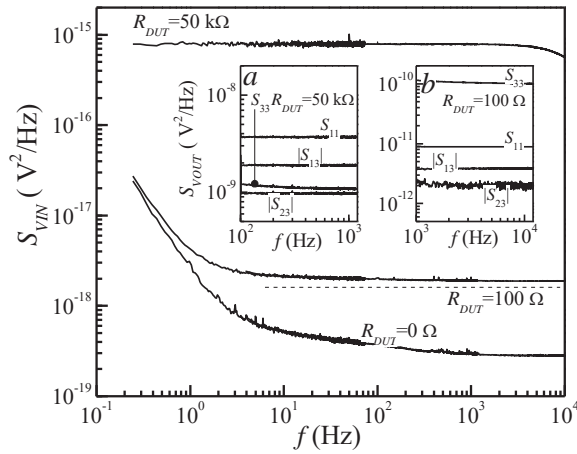 R_DUT=50 kΩ
10^-15
10^-16
10^-17
10^-18
10^-19
S_VIN ( V^2/Hz)
10^-1
10^0
10^1
10^2
10^3
10^4
f (Hz)
R_DUT=100 Ω
R_DUT=0 Ω
a
S_33 R_DUT=50 kΩ
S_11
|S_13|
|S_23|
10^-8
10^-9
S_VOUT ( V^2/Hz)
10^2
f (Hz)
10^3
b
S_33
R_DUT=100 Ω
S_11
|S_13|
|S_23|
10^-10
10^-11
10^-12
10^3
f (Hz)
10^4